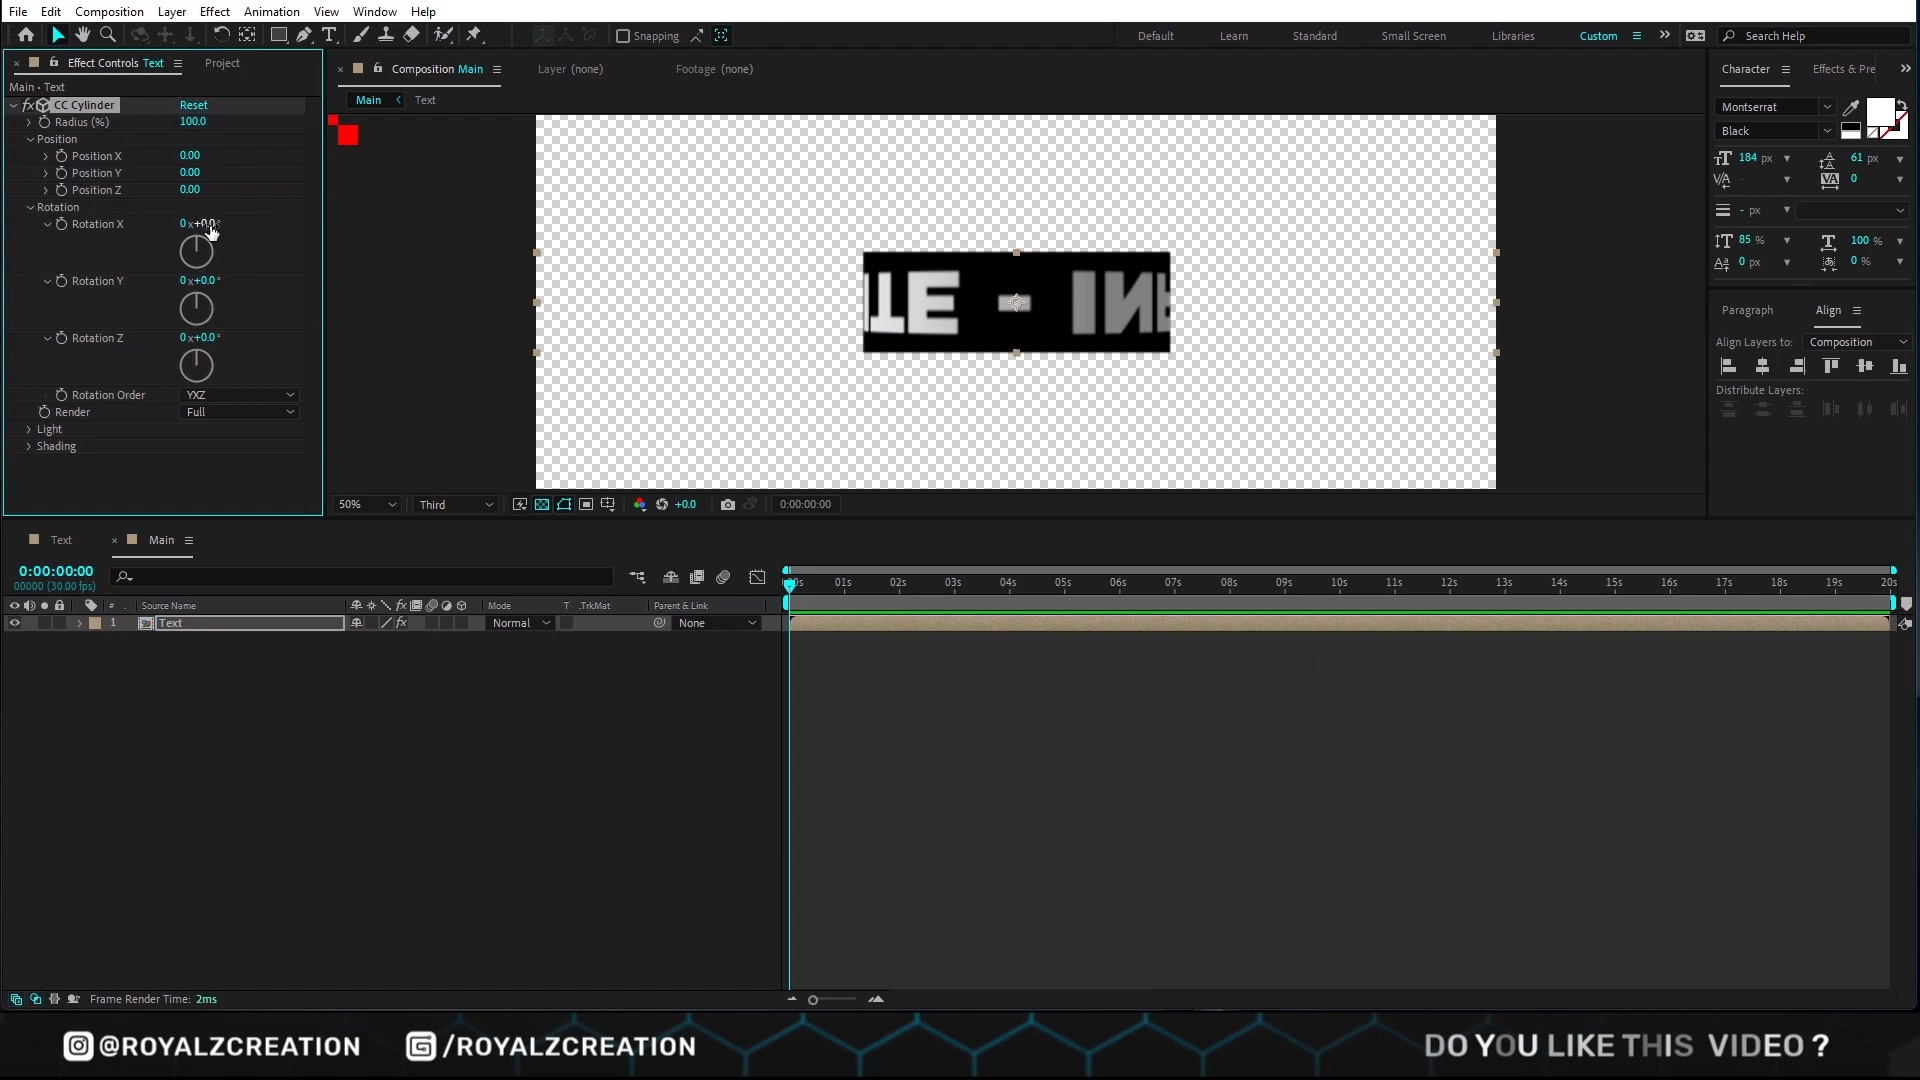 File Edit Composition Layer Effect Animation View Window Help
Snapping
Default Learn Standard Small Screen Libraries Custom
Search Help
Effect Controls Text
Project
Main • Text
fx CC Cylinder Reset
Radius (%) 100.0
Position
Position X 0.00
Position Y 0.00
Position Z 0.00
Rotation
Rotation X 0x+0.0°
Rotation Y 0x+0.0°
Rotation Z 0x+0.0°
Rotation Order YXZ
Render Full
Light
Shading
Composition Main
Layer (none)
Footage (none)
Main Text
TE - INF
50% Third +0.0 0:00:00:00
Character Effects & Pre
Montserrat
Black
184 px 61 px
0
- px
85 % 100 %
0 px 0 %
Paragraph Align
Align Layers to: Composition
Distribute Layers:
Text Main
0:00:00:00
00000 (30.00 fps)
# Source Name fx Mode T .TrkMat Parent & Link
1 Text fx Normal None
01s 02s 03s 04s 05s 06s 07s 08s 09s 10s 11s 12s 13s 14s 15s 16s 17s 18s 19s 20s
Frame Render Time: 2ms
@ROYALZCREATION /ROYALZCREATION
DO YOU LIKE THIS VIDEO ?